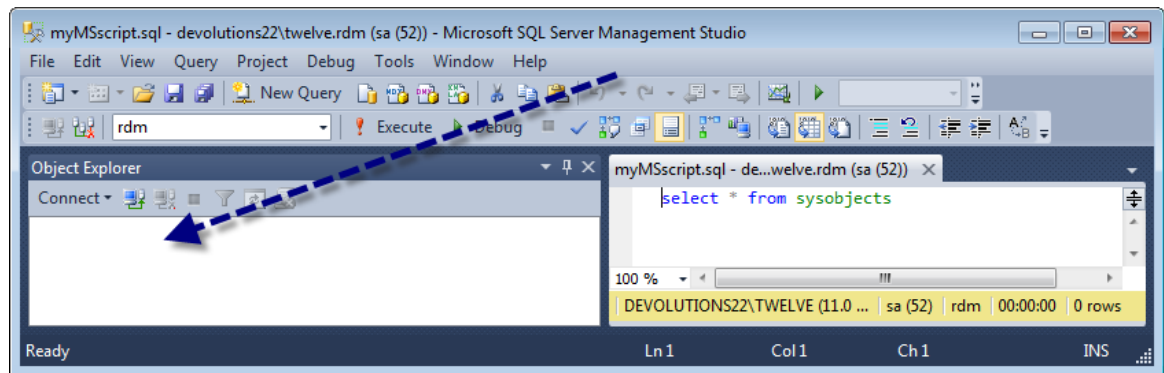 myMSscript.sql - devolutions22\twelve.rdm (sa (52)) - Microsoft SQL Server Management Studio
File Edit View Query Project Debug Tools Window Help
New Query
rdm Execute Debug
Object Explorer
Connect
myMSscript.sql - de...welve.rdm (sa (52))
select * from sysobjects
100 %
DEVOLUTIONS22\TWELVE (11.0 ... sa (52) rdm 00:00:00 0 rows
Ready Ln 1 Col 1 Ch 1 INS